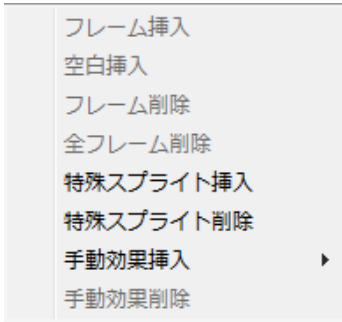 フレーム挿入
空白挿入
フレーム削除
全フレーム削除
特殊スプライト挿入
特殊スプライト削除
手動効果挿入
手動効果削除